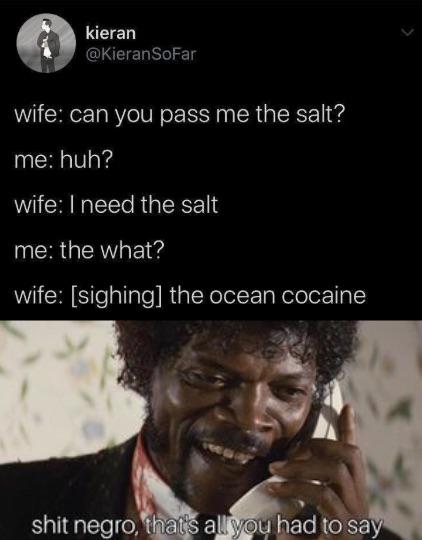 kieran
@KieranSoFar
wife: can you pass me the salt?
me: huh?
wife: I need the salt
me: the what?
wife: [sighing] the ocean cocaine
shit negro, that's all you had to say